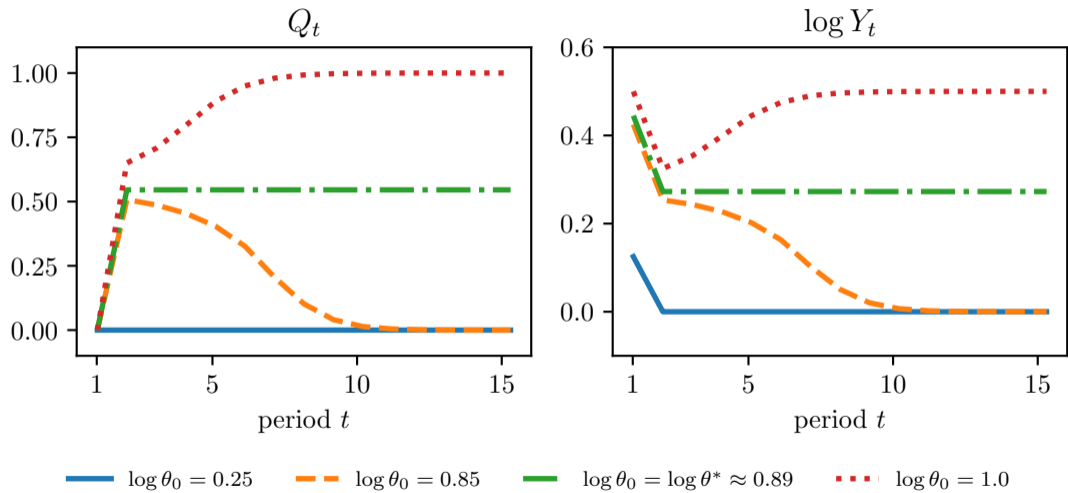 Q_t
log Y_t
1.00
0.75
0.50
0.25
0.00
1
5
10
15
period t
0.6
0.4
0.2
0.0
1
5
10
15
period t
log θ_0 = 0.25
log θ_0 = 0.85
log θ_0 = log θ* ≈ 0.89
log θ_0 = 1.0